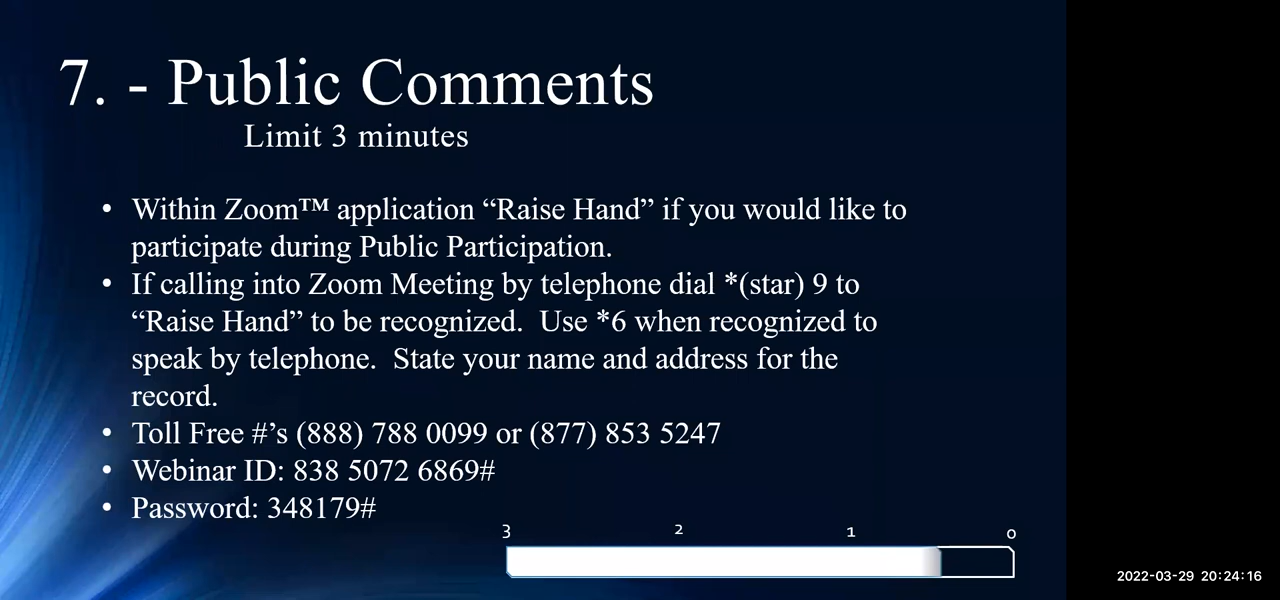 7. - Public Comments
Limit 3 minutes
• Within Zoom™ application “Raise Hand” if you would like to
participate during Public Participation.
• If calling into Zoom Meeting by telephone dial *(star) 9 to
“Raise Hand” to be recognized.  Use *6 when recognized to
speak by telephone.  State your name and address for the
record.
• Toll Free #’s (888) 788 0099 or (877) 853 5247
• Webinar ID: 838 5072 6869#
• Password: 348179#
3 2 1 0
2022-03-29 20:24:16